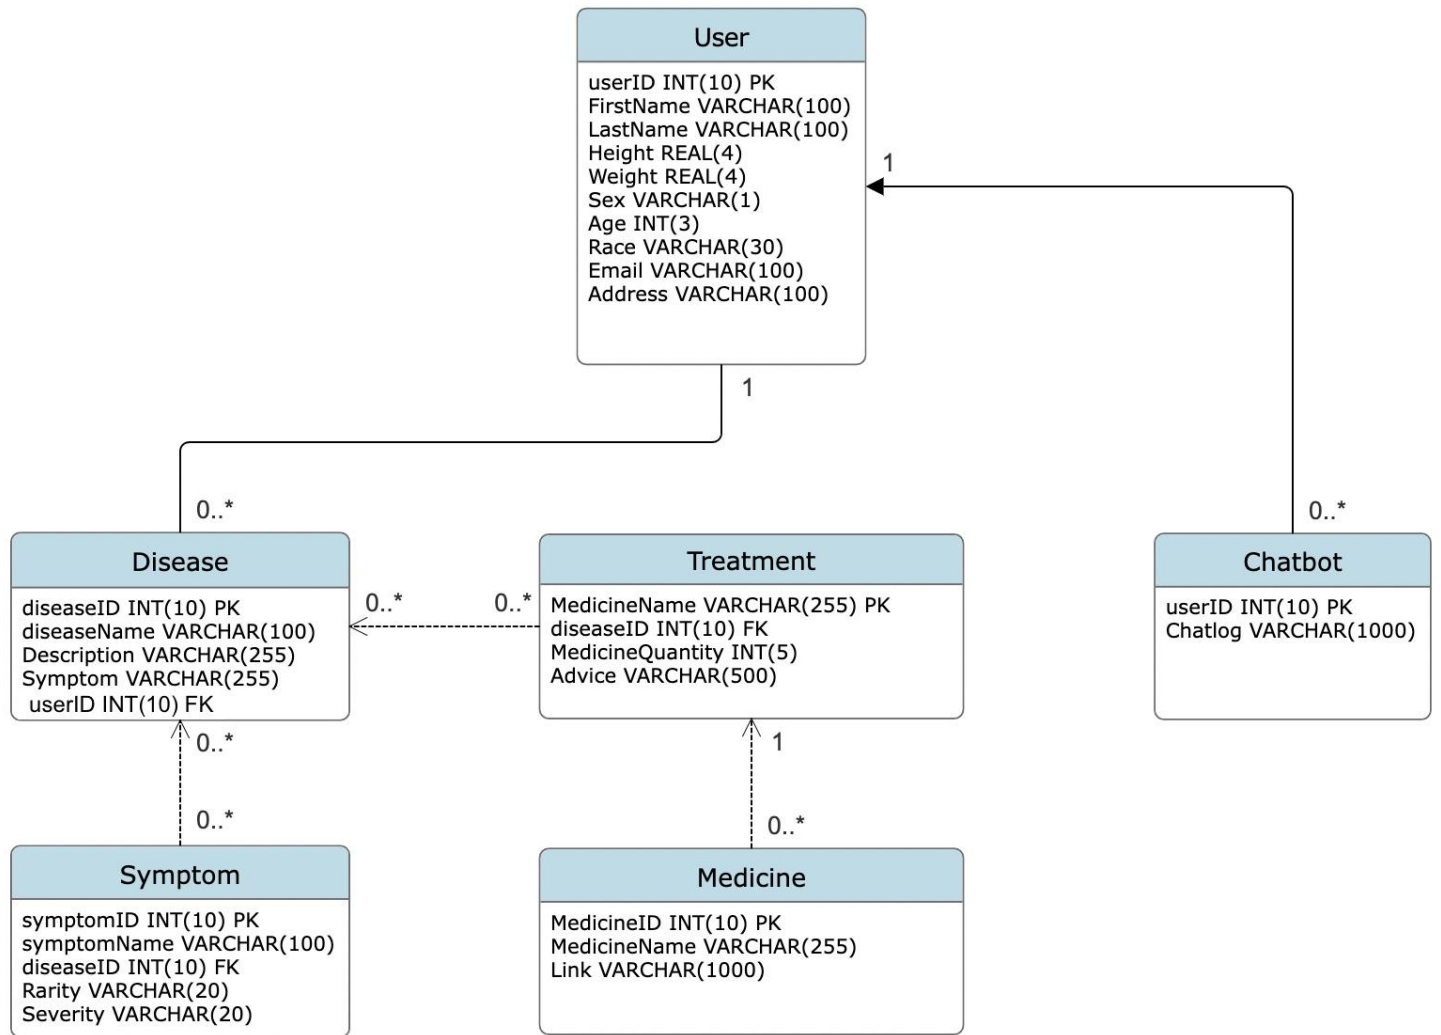 User
userID INT(10) PK
FirstName VARCHAR(100)
LastName VARCHAR(100)
Height REAL(4)
Weight REAL(4)
Sex VARCHAR(1)
Age INT(3)
Race VARCHAR(30)
Email VARCHAR(100)
Address VARCHAR(100)
1
1
0..*
0..*
Disease
diseaseID INT(10) PK
diseaseName VARCHAR(100)
Description VARCHAR(255)
Symptom VARCHAR(255)
userID INT(10) FK
0..*
0..*
Treatment
MedicineName VARCHAR(255) PK
diseaseID INT(10) FK
MedicineQuantity INT(5)
Advice VARCHAR(500)
Chatbot
userID INT(10) PK
Chatlog VARCHAR(1000)
0..*
0..*
1
0..*
Symptom
symptomID INT(10) PK
symptomName VARCHAR(100)
diseaseID INT(10) FK
Rarity VARCHAR(20)
Severity VARCHAR(20)
Medicine
MedicineID INT(10) PK
MedicineName VARCHAR(255)
Link VARCHAR(1000)